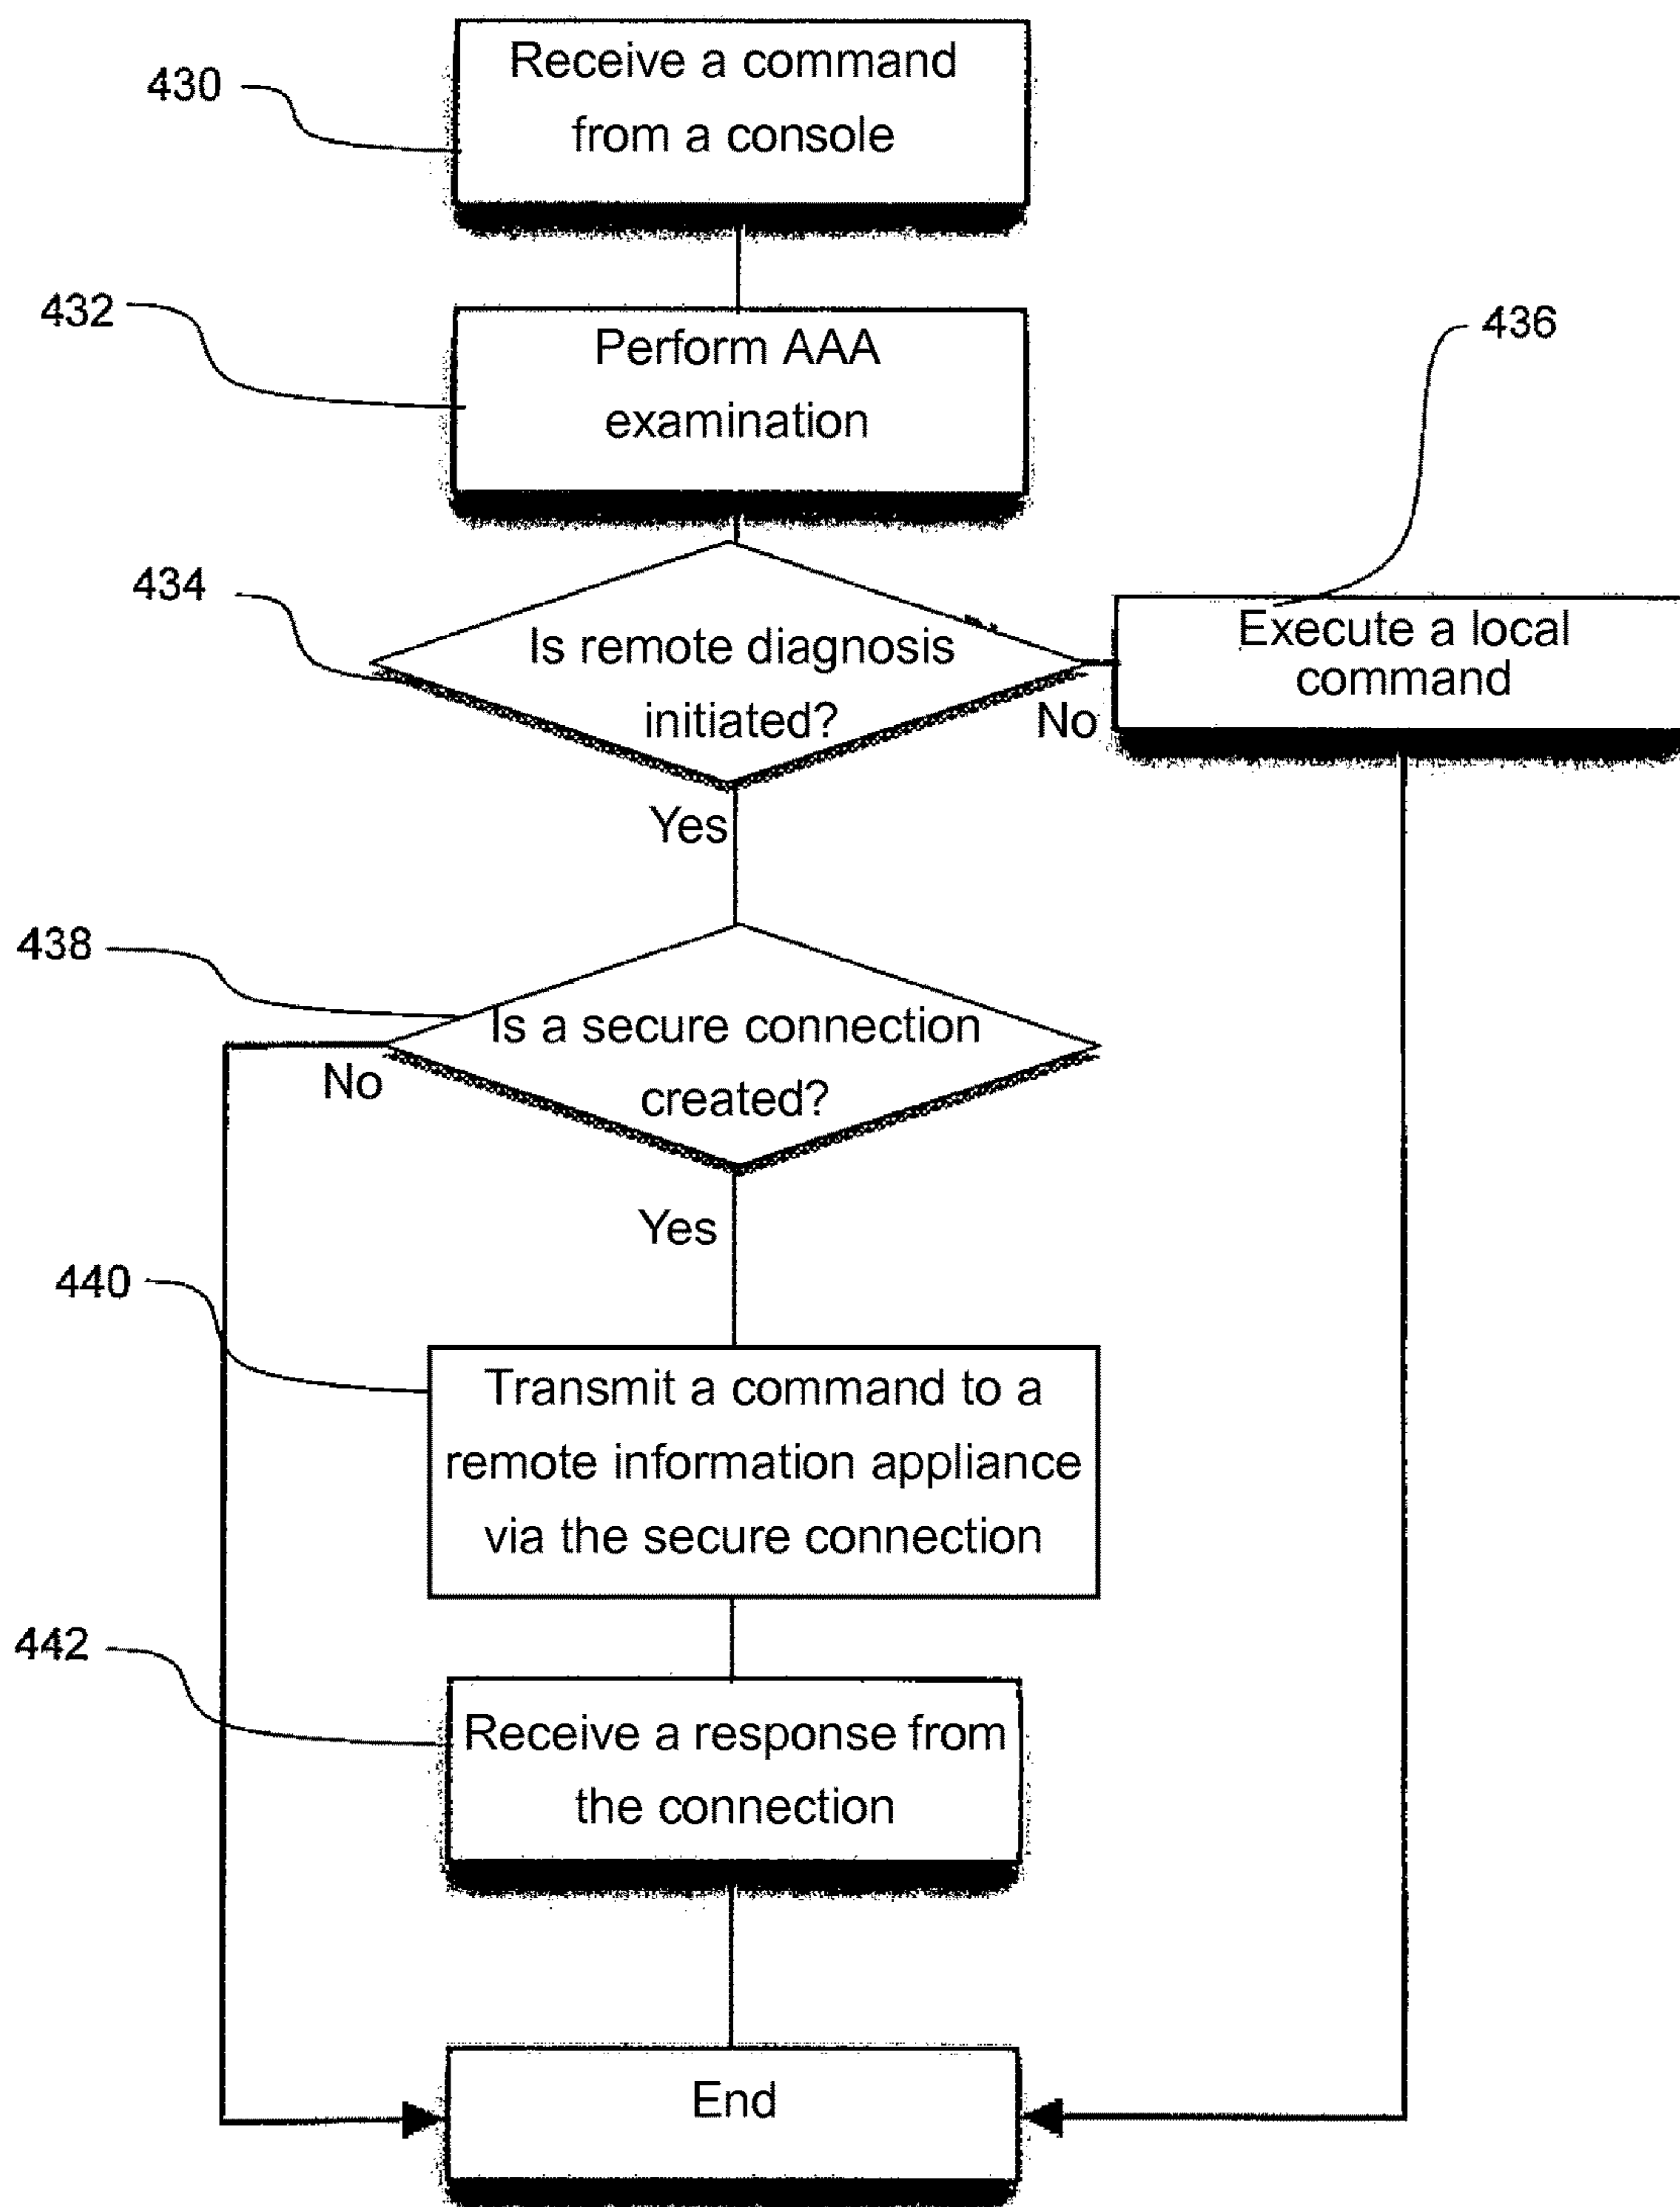 430
Receive a command
from a console
432
Perform AAA
examination
436
434
Is remote diagnosis
initiated?
No
Execute a local
command
Yes
438
Is a secure connection
created?
No
Yes
440
Transmit a command to a
remote information appliance
via the secure connection
442
Receive a response from
the connection
End